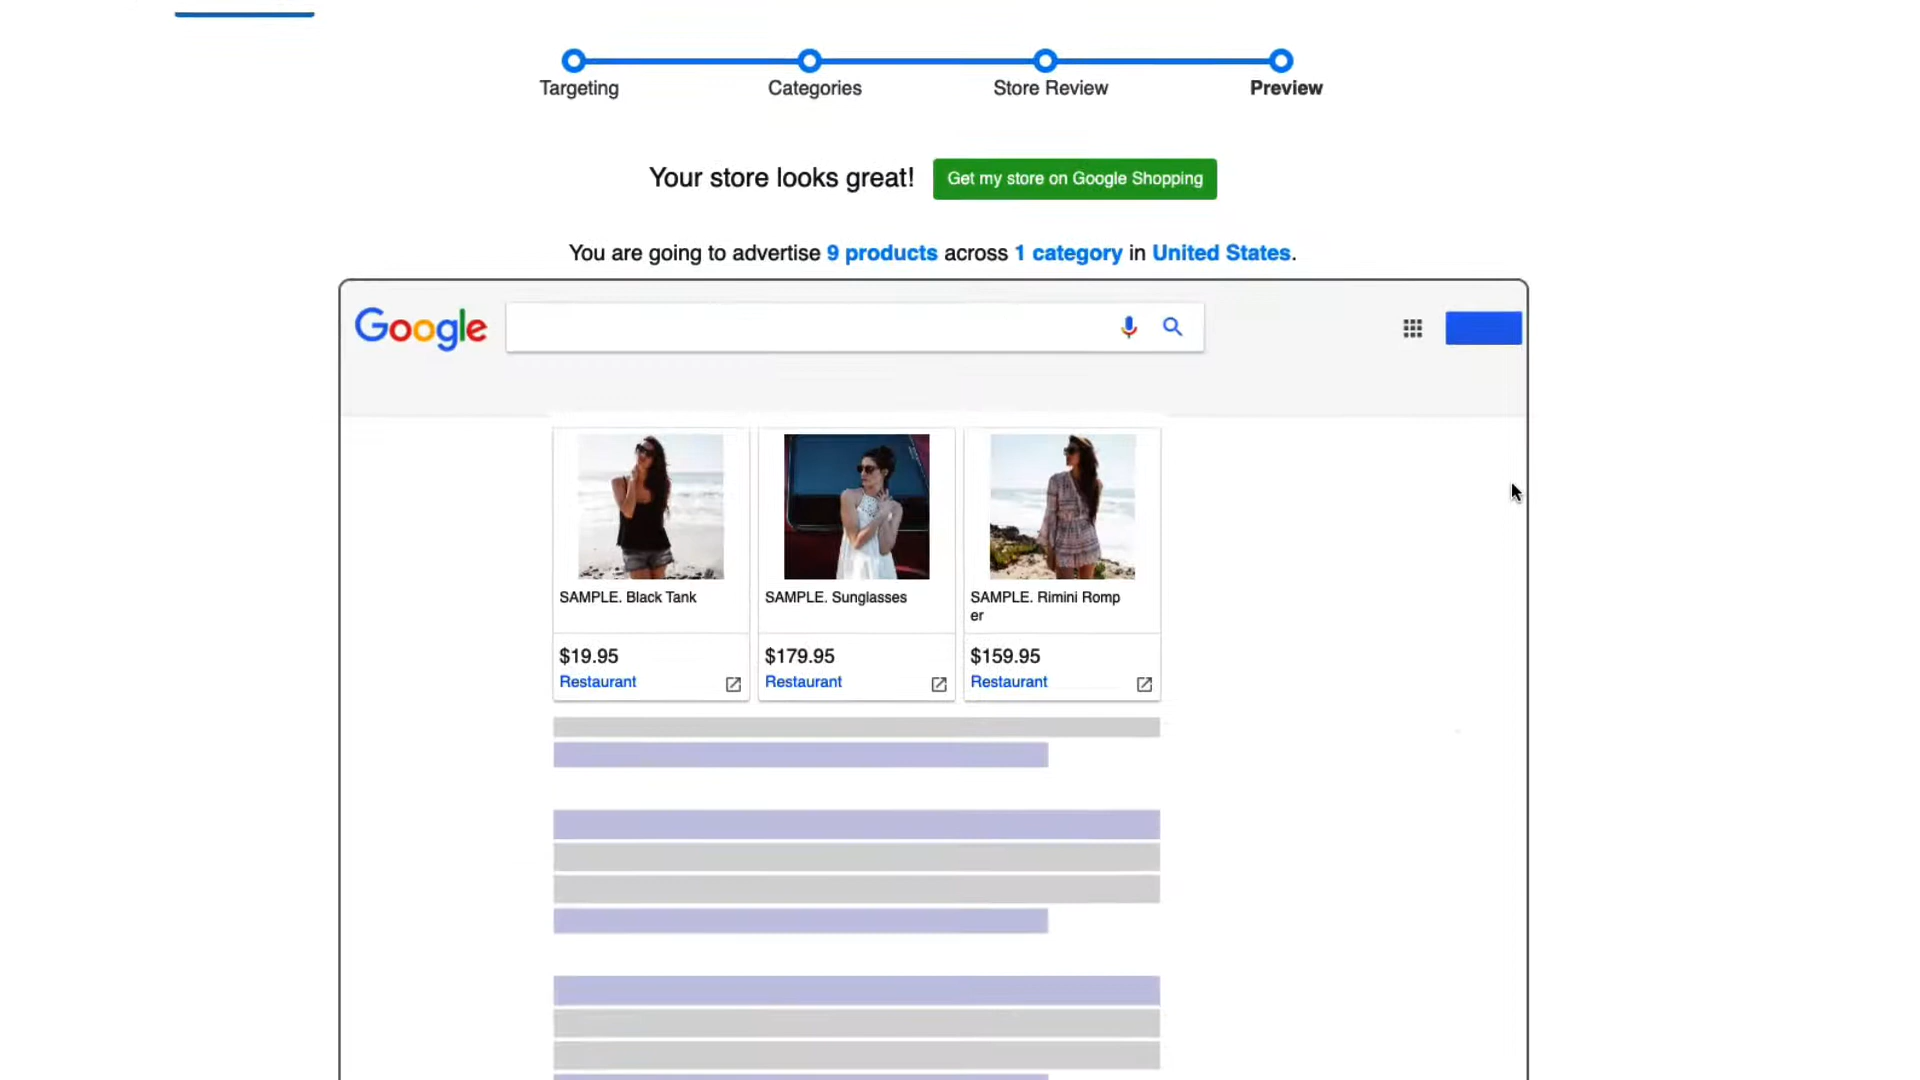 Targeting
Categories
Store Review
Preview
Your store looks great!
Get my store on Google Shopping
You are going to advertise 9 products across 1 category in United States.
Google
SAMPLE. Black Tank
$19.95
Restaurant
SAMPLE. Sunglasses
$179.95
Restaurant
SAMPLE. Rimini Romp
er
$159.95
Restaurant